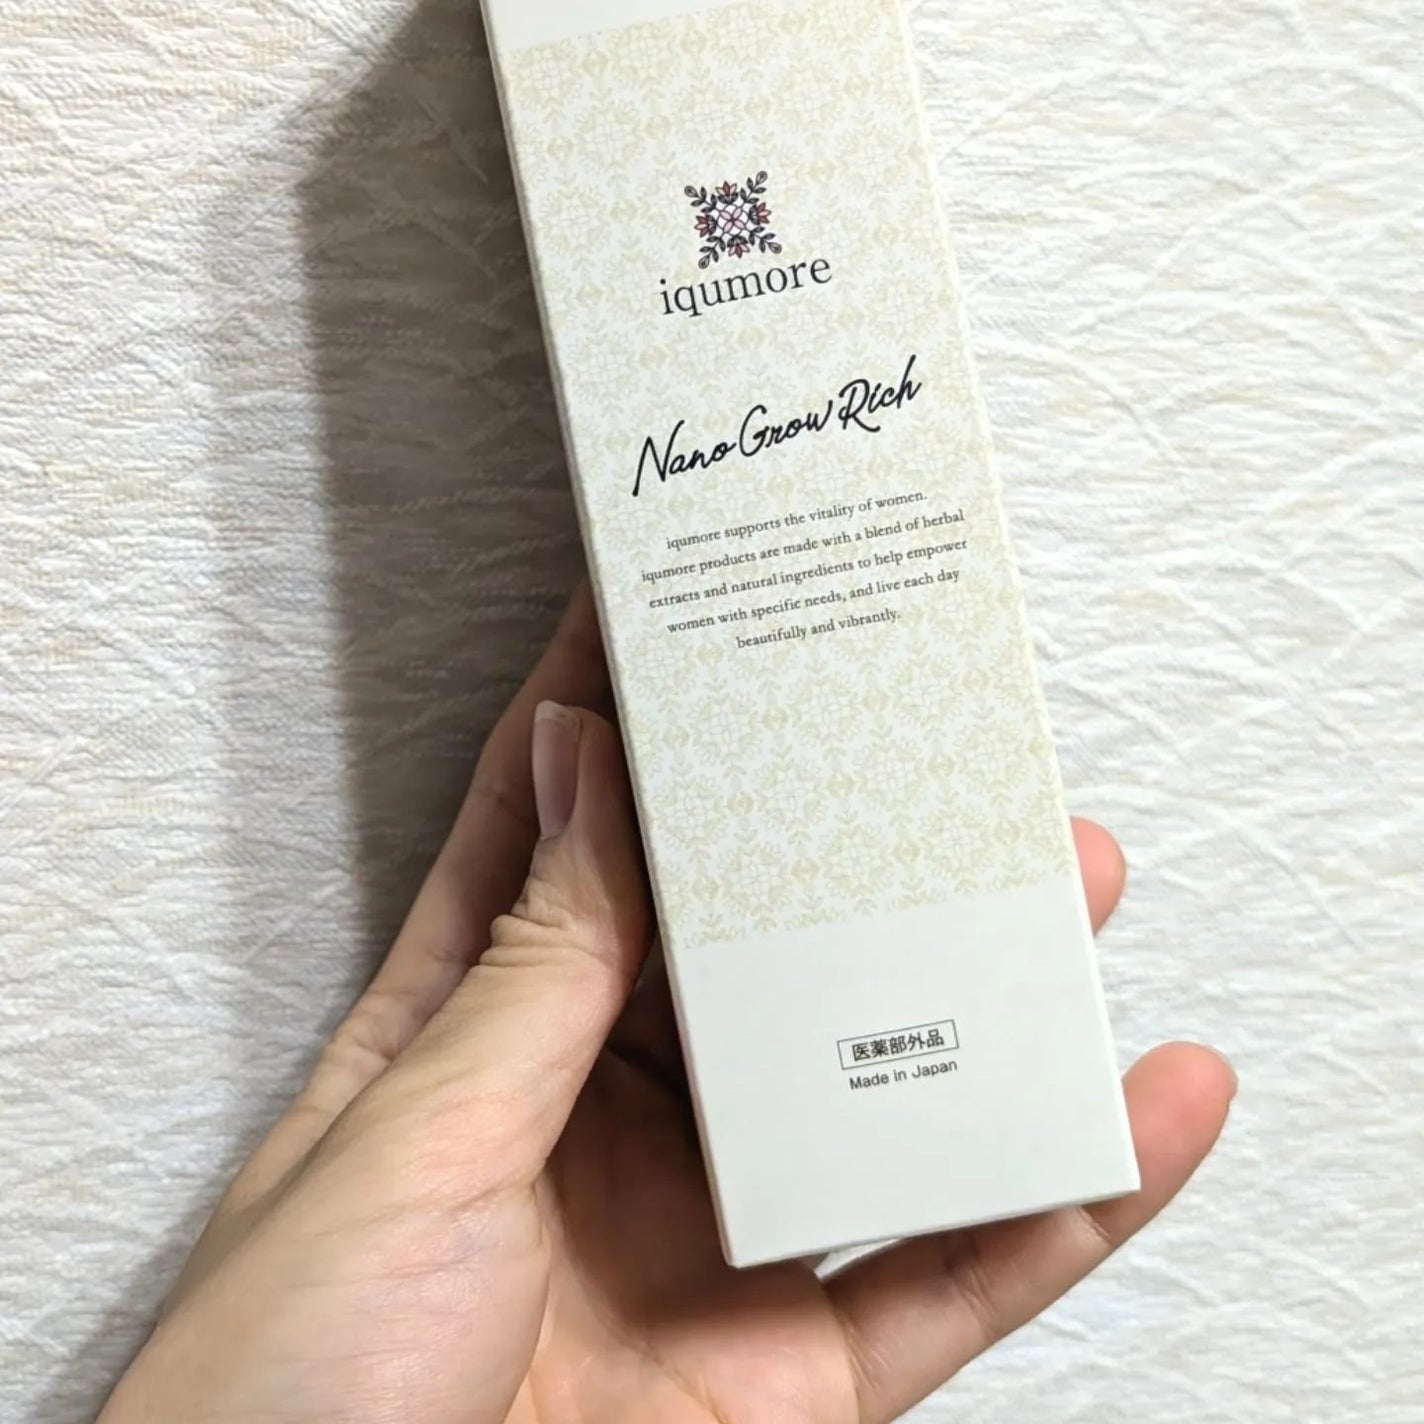 iqumore
Nano Grow Rich
iqumore supports the vitality of women.
iqumore products are made with a blend of herbal
extracts and natural ingredients to help empower
women with specific needs, and live each day
beautifully and vibrantly.
医薬部外品
Made in Japan